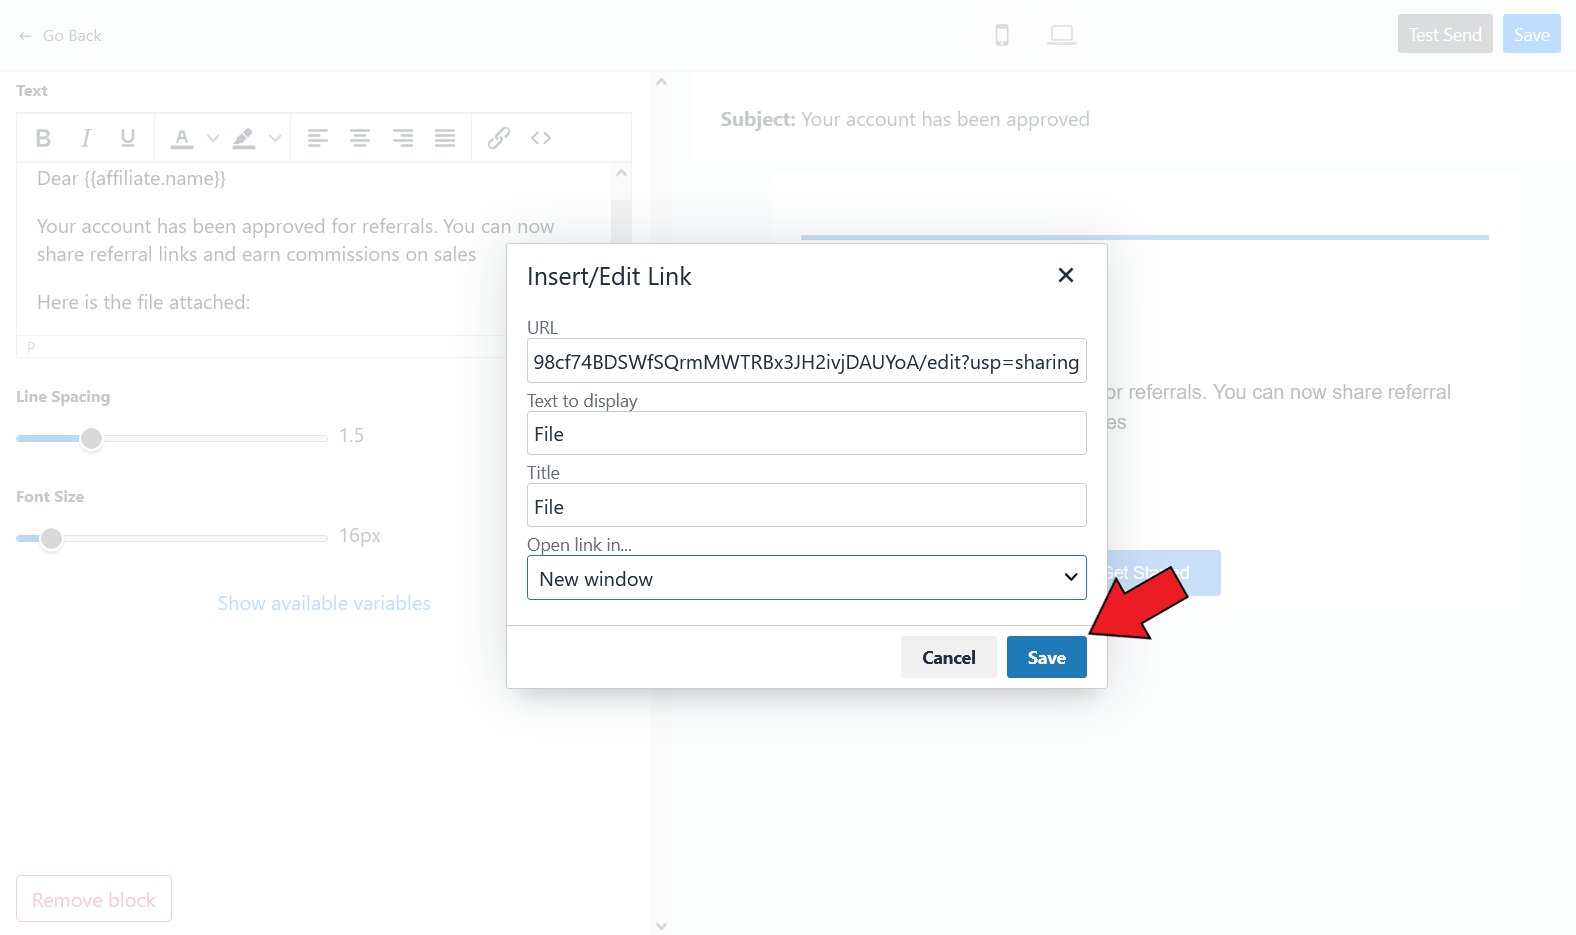 Go Back
Test Send
Save
Text
B I U A
Subject: Your account has been approved
Dear {{affiliate.name}}
Your account has been approved for referrals. You can now
share referral links and earn commissions on sales
Here is the file attached:
P
Line Spacing
1.5
Font Size
16px
Show available variables
Remove block
Insert/Edit Link
URL
98cf74BDSWfSQrmMWTRBx3JH2ivjDAUYoA/edit?usp=sharing
Text to display
File
Title
File
Open link in...
New window
Cancel
Save
or referrals. You can now share referral
es
Get Started